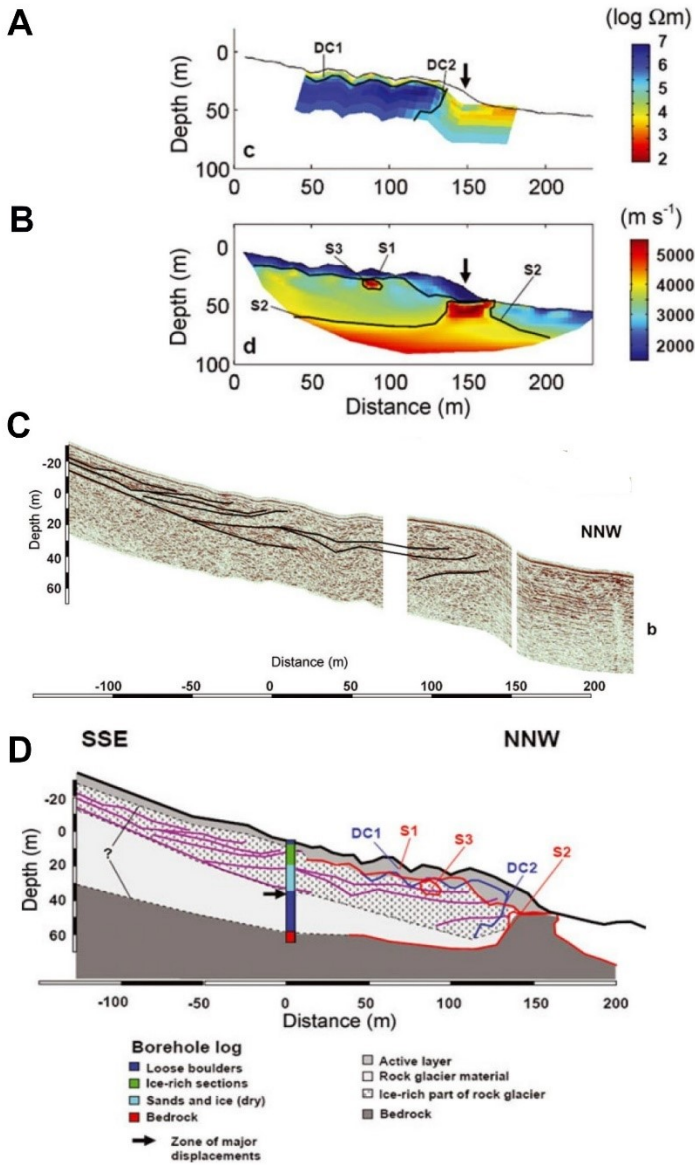 A
(log Ωm)
DC1
DC2
Depth (m)
0
50
100
c
0
50
100
150
200
7
6
5
4
3
2
B
(m s⁻¹)
S3
S1
S2
S2
Depth (m)
0
50
100
d
0
50
100
150
200
Distance (m)
5000
4000
3000
2000
C
Depth (m)
-20
0
20
40
60
NNW
b
Distance (m)
-100
-50
0
50
100
150
200
D
SSE
NNW
Depth (m)
-20
0
20
40
60
?
DC1
S1
S3
DC2
S2
-100
-50
0
50
100
150
200
Distance (m)
Borehole log
Loose boulders
Ice-rich sections
Sands and ice (dry)
Bedrock
Zone of major
displacements
Active layer
Rock glacier material
Ice-rich part of rock glacier
Bedrock